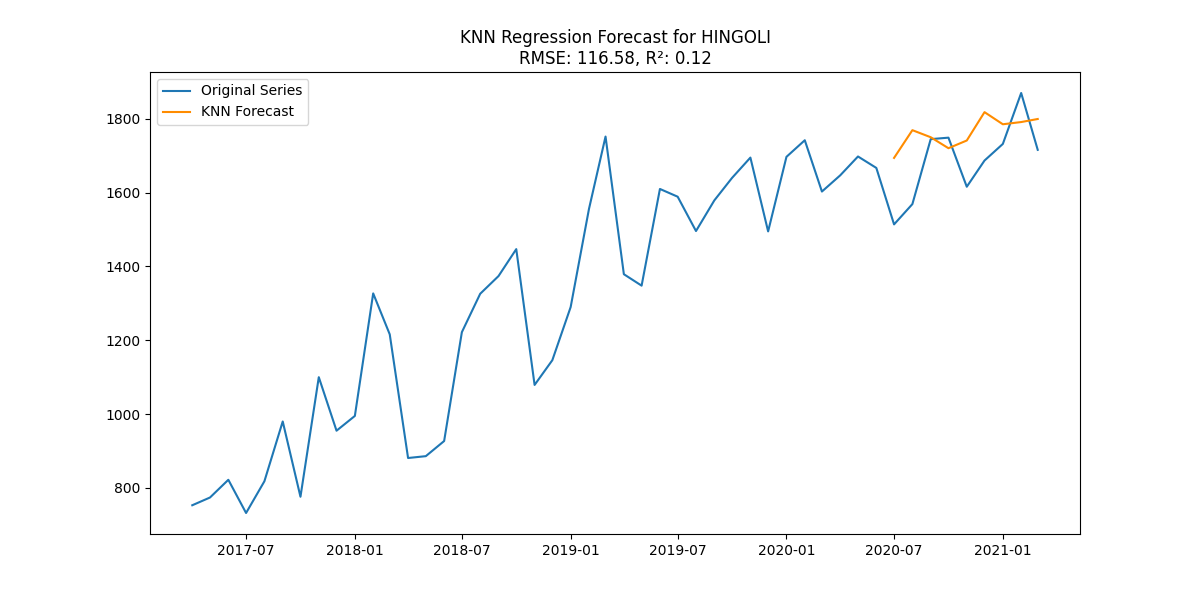 KNN Regression Forecast for HINGOLI
RMSE: 116.58, R²: 0.12
Original Series
KNN Forecast
1800
1600
1400
1200
1000
800
2017-07 2018-01 2018-07 2019-01 2019-07 2020-01 2020-07 2021-01